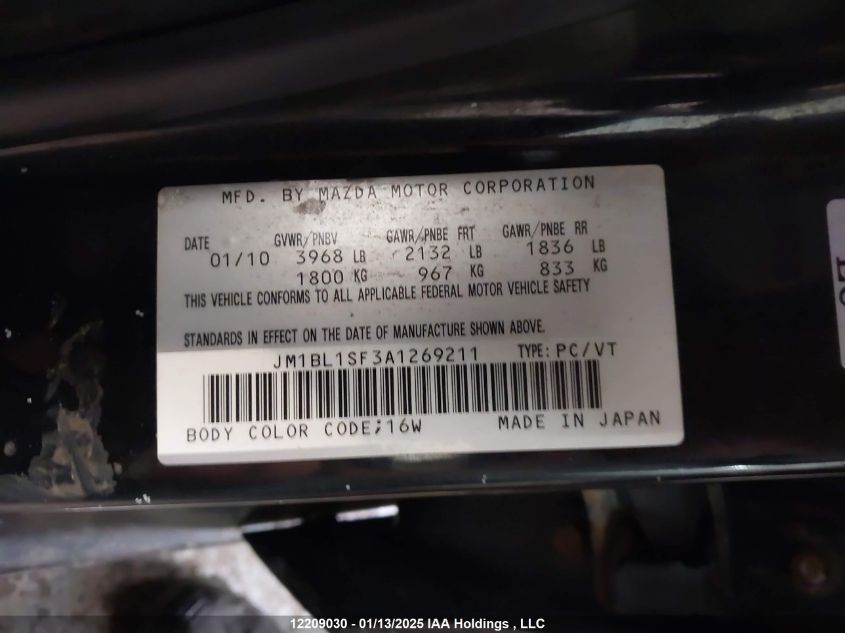 MFD. BY MAZDA MOTOR CORPORATION
DATE GVWR/PNBV GAWR/PNBE FRT GAWR/PNBE RR
01/10 3968 LB 2132 LB 1836 LB
1800 KG 967 KG 833 KG
THIS VEHICLE CONFORMS TO ALL APPLICABLE FEDERAL MOTOR VEHICLE SAFETY
STANDARDS IN EFFECT ON THE DATE OF MANUFACTURE SHOWN ABOVE.
JM1BL1SF3A1269211 TYPE: PC/VT
BODY COLOR CODE;16W MADE IN JAPAN
12209030 - 01/13/2025 IAA Holdings , LLC